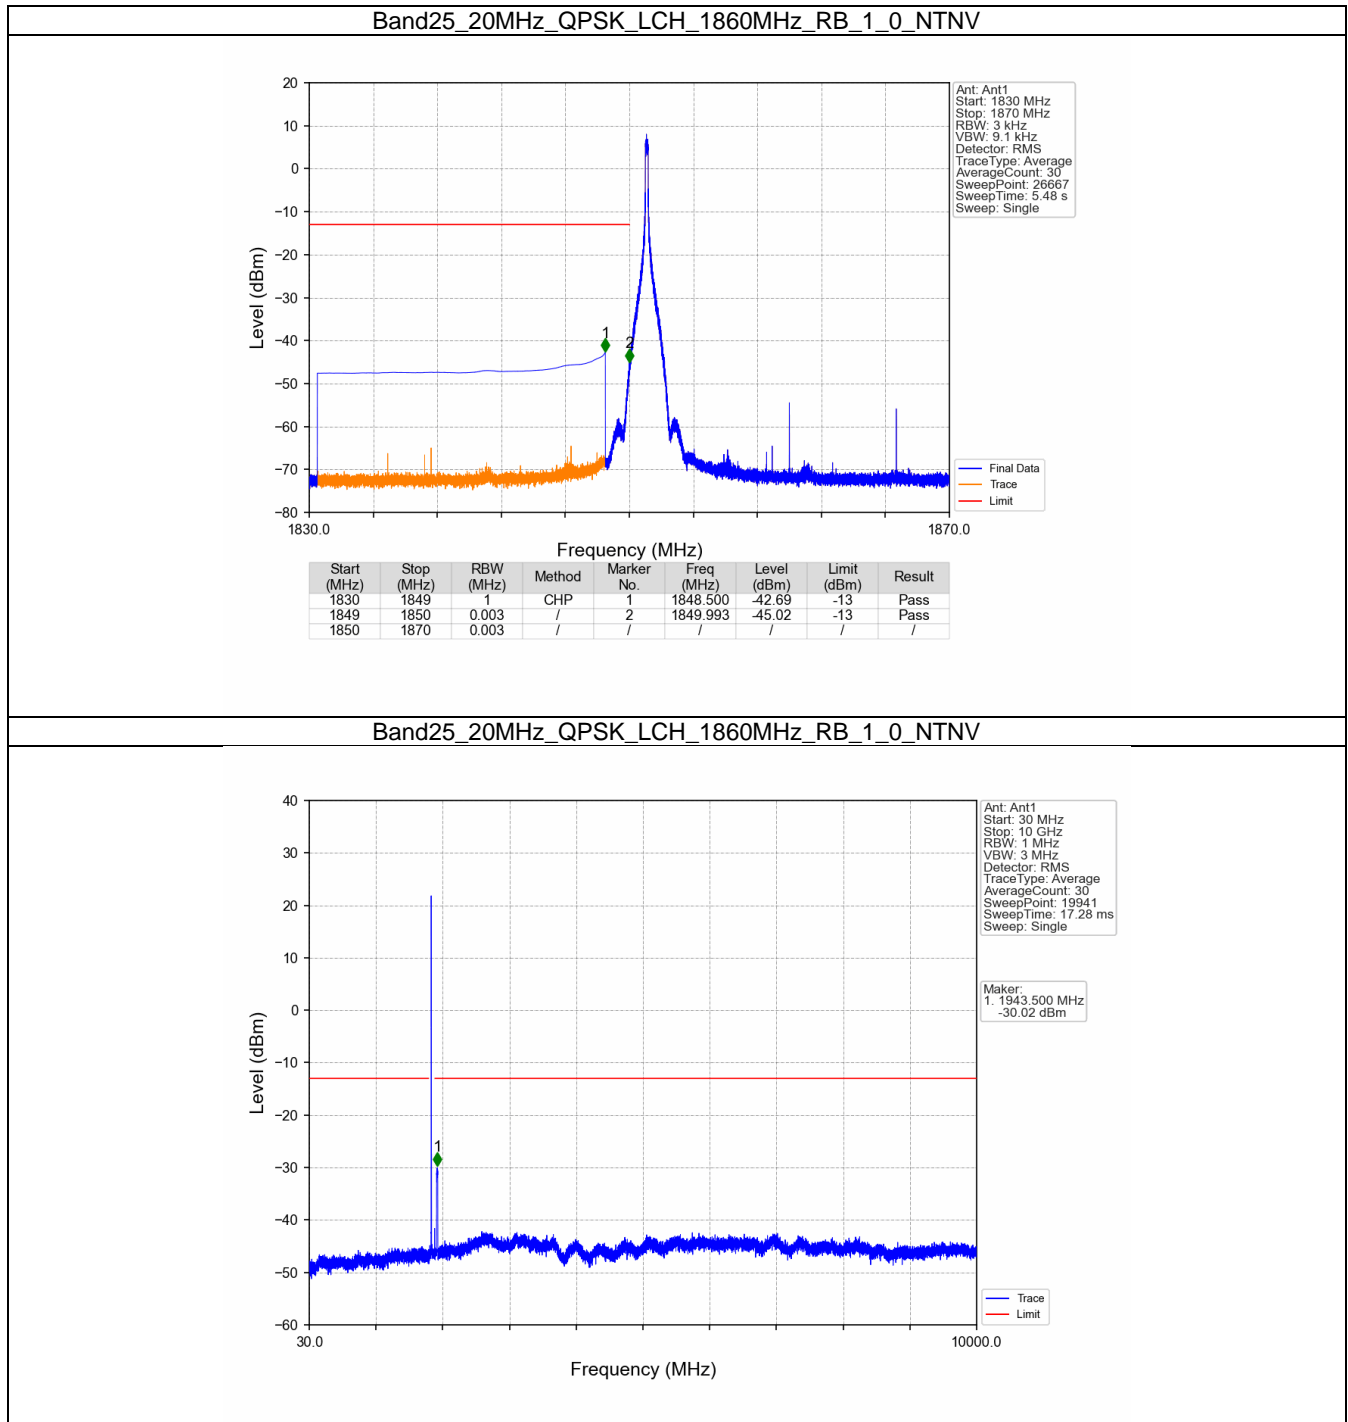 Band25_20MHz_QPSK_LCH_1860MHz_RB_1_0_NTNV
20
10
0
−10
−20
−30
−40
−50
−60
−70
−80
Level (dBm)
1
2
1830.0
1870.0
Frequency (MHz)
Ant: Ant1
Start: 1830 MHz
Stop: 1870 MHz
RBW: 3 kHz
VBW: 9.1 kHz
Detector: RMS
TraceType: Average
AverageCount: 30
SweepPoint: 26667
SweepTime: 5.48 s
Sweep: Single
Final Data
Trace
Limit
Start (MHz) Stop (MHz) RBW (MHz) Method Marker No. Freq (MHz) Level (dBm) Limit (dBm) Result
1830 1849 1 CHP 1 1848.500 -42.69 -13 Pass
1849 1850 0.003 / 2 1849.993 -45.02 -13 Pass
1850 1870 0.003 / / / / / /
Band25_20MHz_QPSK_LCH_1860MHz_RB_1_0_NTNV
40
30
20
10
0
−10
−20
−30
−40
−50
−60
Level (dBm)
1
30.0
10000.0
Frequency (MHz)
Ant: Ant1
Start: 30 MHz
Stop: 10 GHz
RBW: 1 MHz
VBW: 3 MHz
Detector: RMS
TraceType: Average
AverageCount: 30
SweepPoint: 19941
SweepTime: 17.28 ms
Sweep: Single
Maker:
1. 1943.500 MHz
-30.02 dBm
Trace
Limit